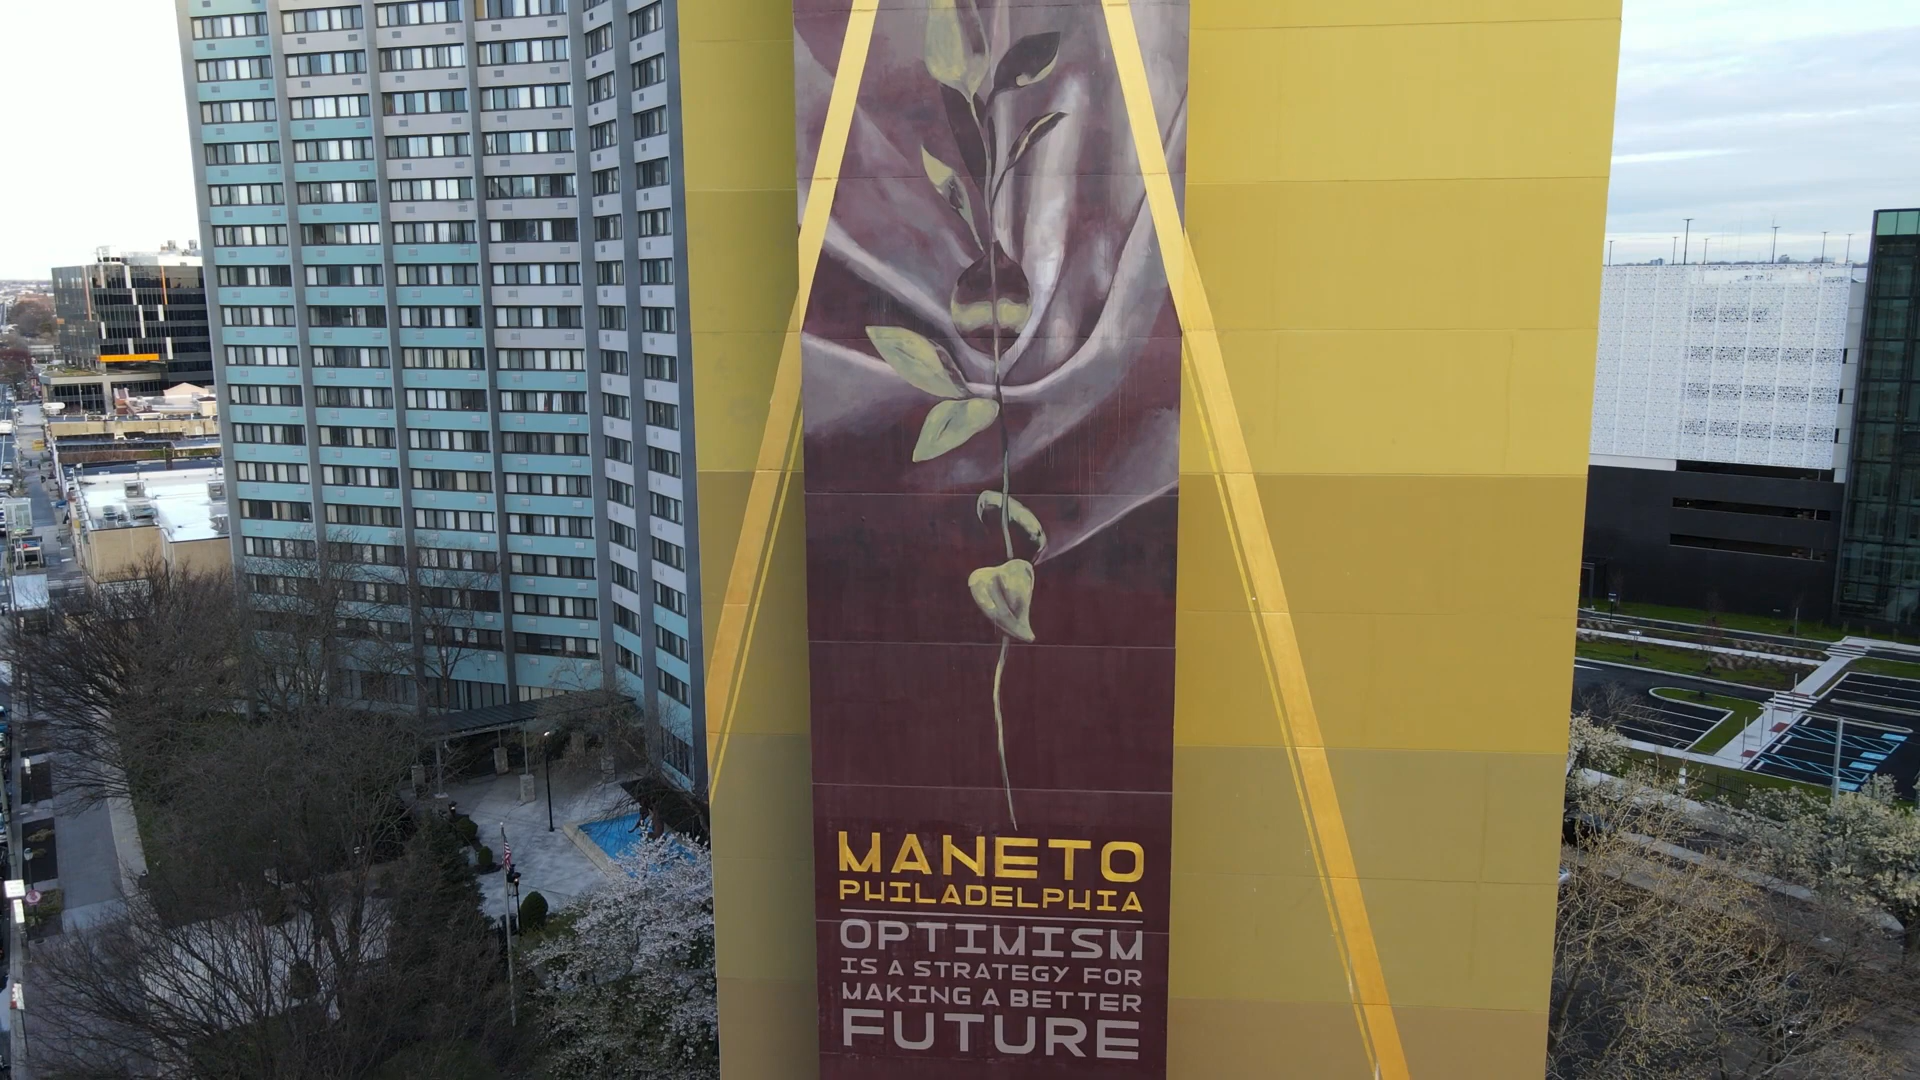 MANETO
PHILADELPHIA
OPTIMISM
IS A STRATEGY FOR
MAKING A BETTER
FUTURE